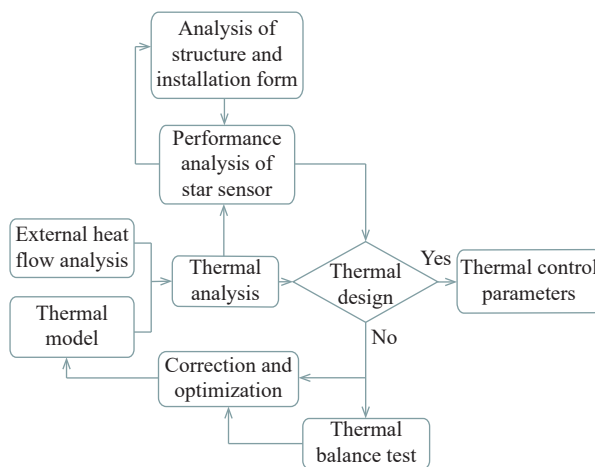 Analysis of
structure and
installation form
Performance
analysis of
star sensor
External heat
flow analysis
Thermal
analysis
Thermal
design
Yes
Thermal control
parameters
Thermal
model
No
Correction and
optimization
Thermal
balance test